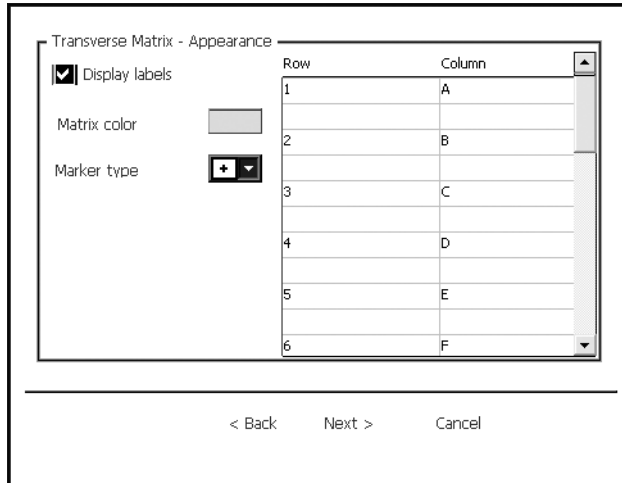 Transverse Matrix - Appearance
Display labels
Matrix color
Marker type
Row Column
1 A
2 B
3 C
4 D
5 E
6 F
< Back Next > Cancel